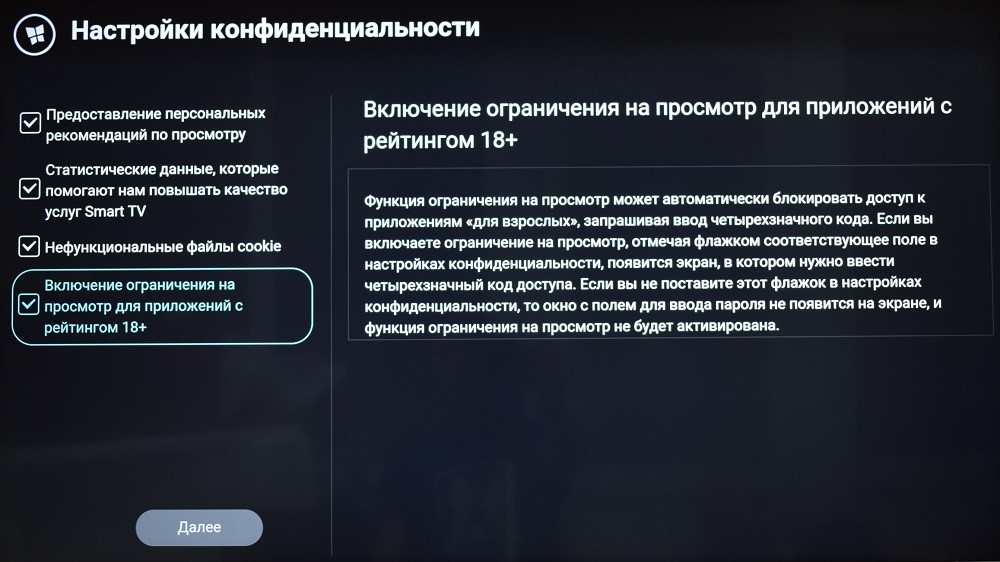 Настройки конфиденциальности
Предоставление персональных
рекомендаций по просмотру
Статистические данные, которые
помогают нам повышать качество
услуг Smart TV
Нефункциональные файлы cookie
Включение ограничения на
просмотр для приложений с
рейтингом 18+
Далее
Включение ограничения на просмотр для приложений с
рейтингом 18+
Функция ограничения на просмотр может автоматически блокировать доступ к
приложениям «для взрослых», запрашивая ввод четырехзначного кода. Если вы
включаете ограничение на просмотр, отмечая флажком соответствующее поле в
настройках конфиденциальности, появится экран, в котором нужно ввести
четырехзначный код доступа. Если вы не поставите этот флажок в настройках
конфиденциальности, то окно с полем для ввода пароля не появится на экране, и
функция ограничения на просмотр не будет активирована.